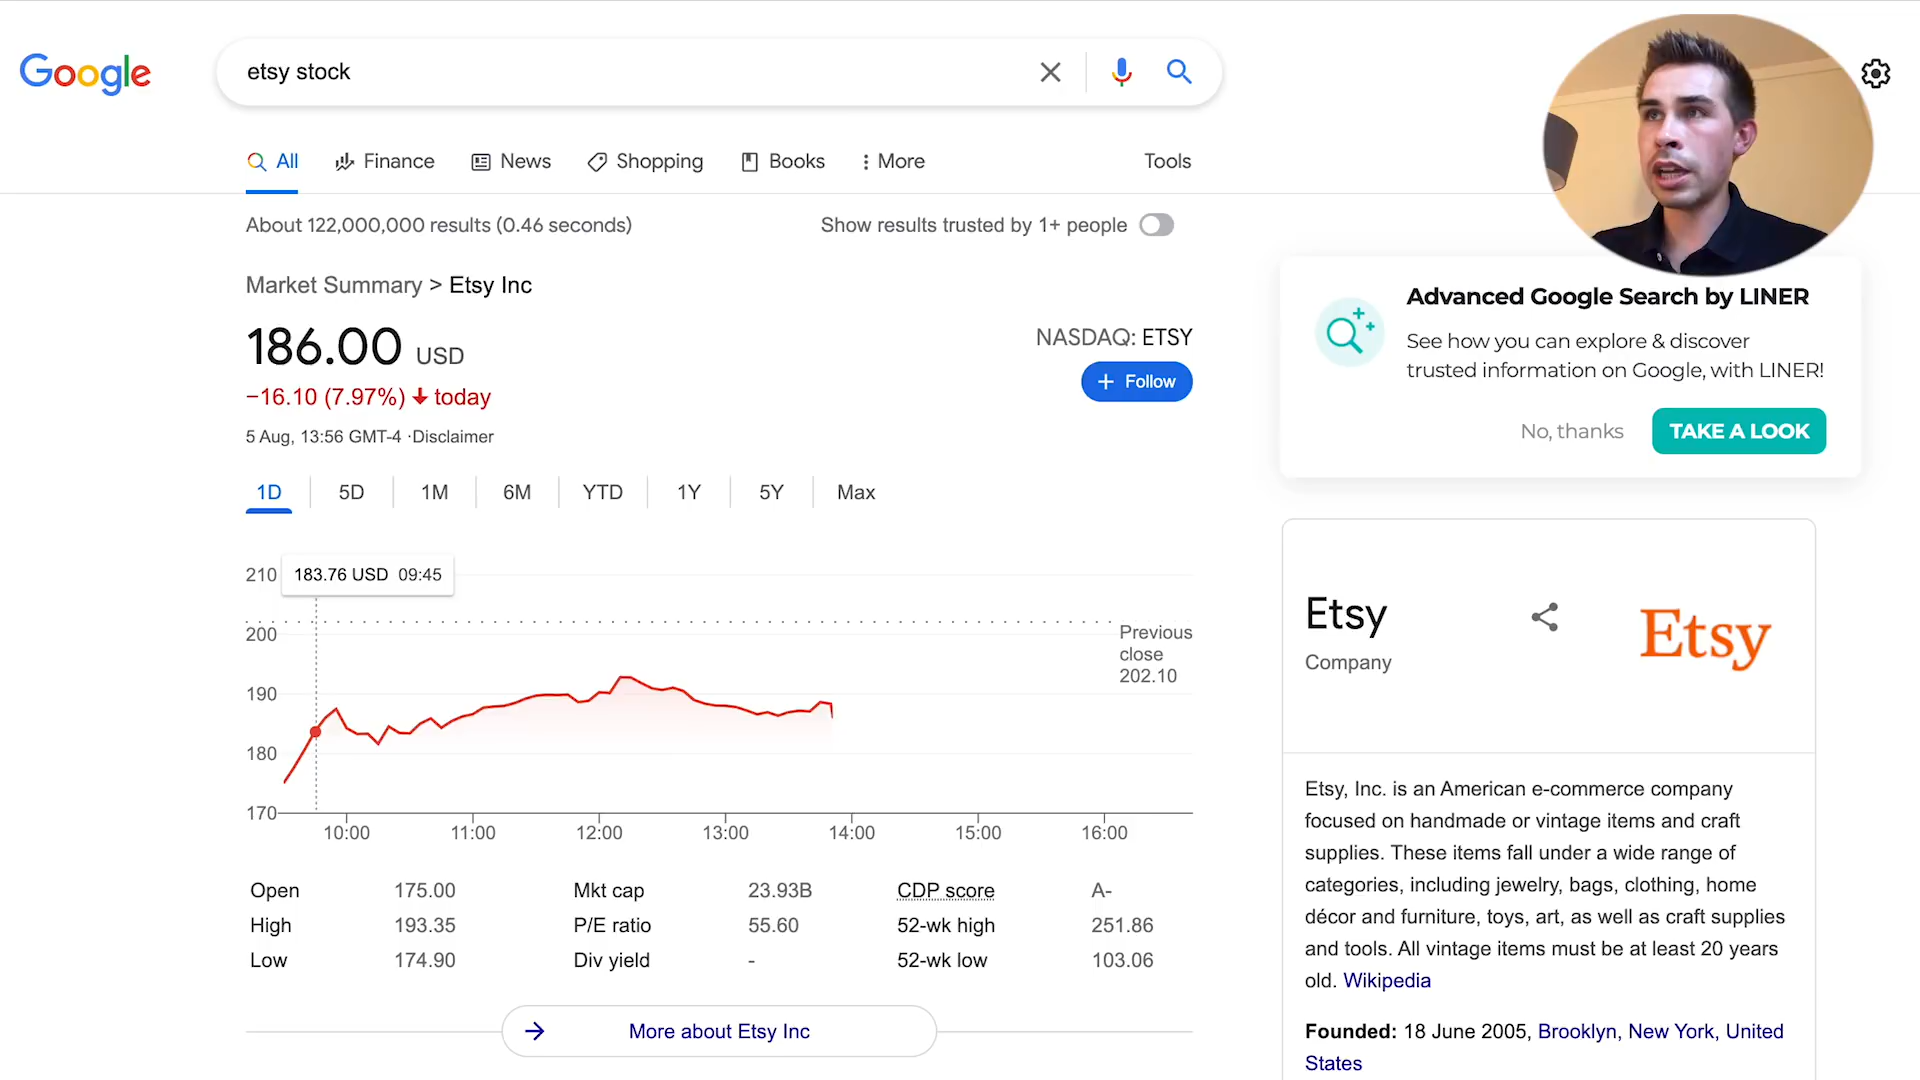 Google
etsy stock
All
Finance
News
Shopping
Books
More
Tools
About 122,000,000 results (0.46 seconds)
Show results trusted by 1+ people
Market Summary > Etsy Inc
186.00 USD
NASDAQ: ETSY
−16.10 (7.97%) today
+ Follow
5 Aug, 13:56 GMT-4 ·Disclaimer
1D
5D
1M
6M
YTD
1Y
5Y
Max
183.76 USD 09:45
210
200
190
180
170
Previous
close
202.10
10:00
11:00
12:00
13:00
14:00
15:00
16:00
Open 175.00
Mkt cap 23.93B
CDP score A-
High 193.35
P/E ratio 55.60
52-wk high 251.86
Low 174.90
Div yield -
52-wk low 103.06
More about Etsy Inc
Advanced Google Search by LINER
See how you can explore & discover
trusted information on Google, with LINER!
No, thanks
TAKE A LOOK
Etsy
Company
Etsy
Etsy, Inc. is an American e-commerce company
focused on handmade or vintage items and craft
supplies. These items fall under a wide range of
categories, including jewelry, bags, clothing, home
décor and furniture, toys, art, as well as craft supplies
and tools. All vintage items must be at least 20 years
old. Wikipedia
Founded: 18 June 2005, Brooklyn, New York, United
States